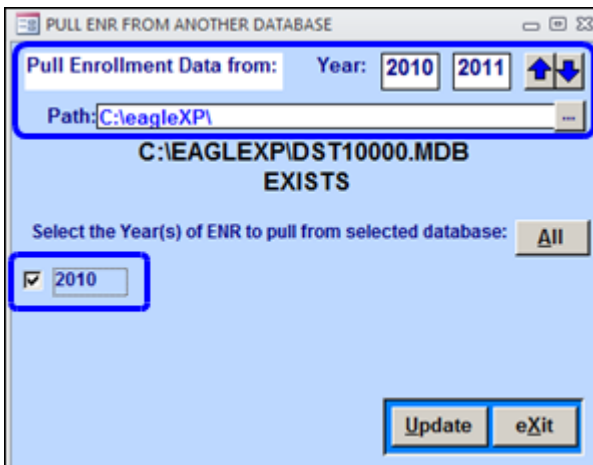 PULL ENR FROM ANOTHER DATABASE
Pull Enrollment Data from: Year: 2010 2011
Path: C:\eagleXP\ ...
C:\EAGLEXP\DST10000.MDB
EXISTS
Select the Year(s) of ENR to pull from selected database: All
2010
Update eXit